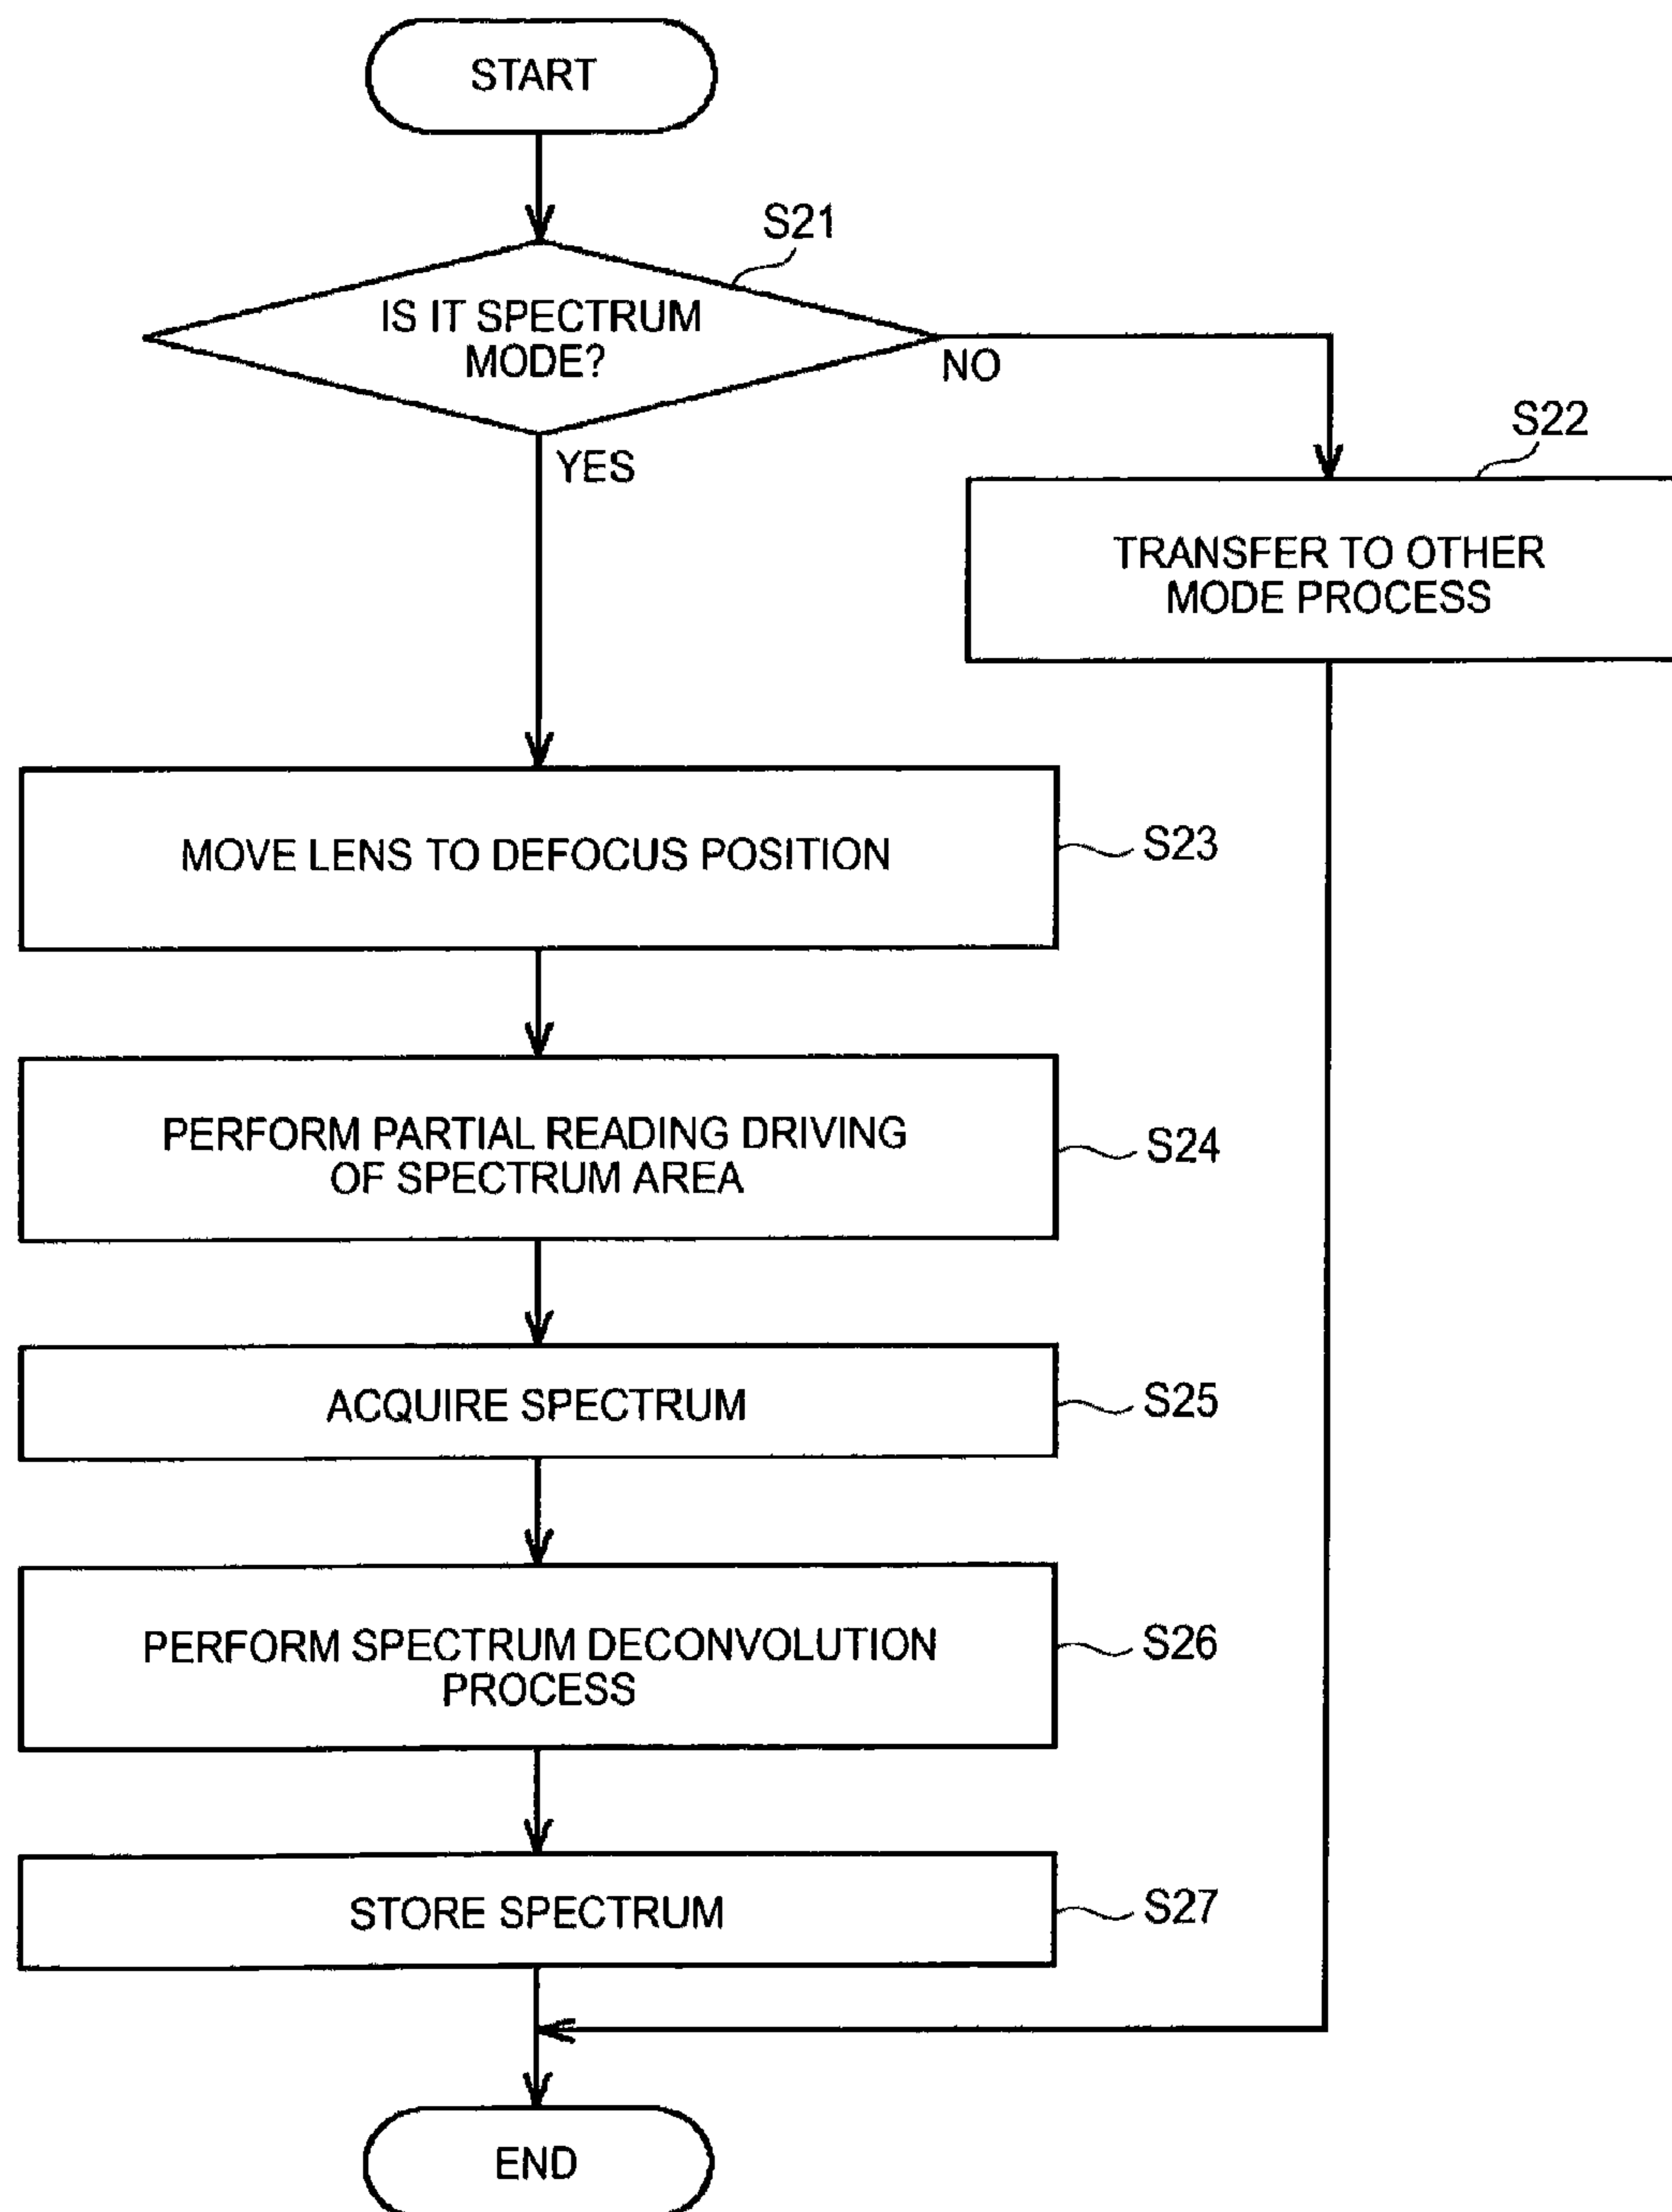 START
S21
IS IT SPECTRUM
MODE?
NO
YES
S22
TRANSFER TO OTHER
MODE PROCESS
MOVE LENS TO DEFOCUS POSITION
S23
PERFORM PARTIAL READING DRIVING
OF SPECTRUM AREA
S24
ACQUIRE SPECTRUM
S25
PERFORM SPECTRUM DECONVOLUTION
PROCESS
S26
STORE SPECTRUM
S27
END